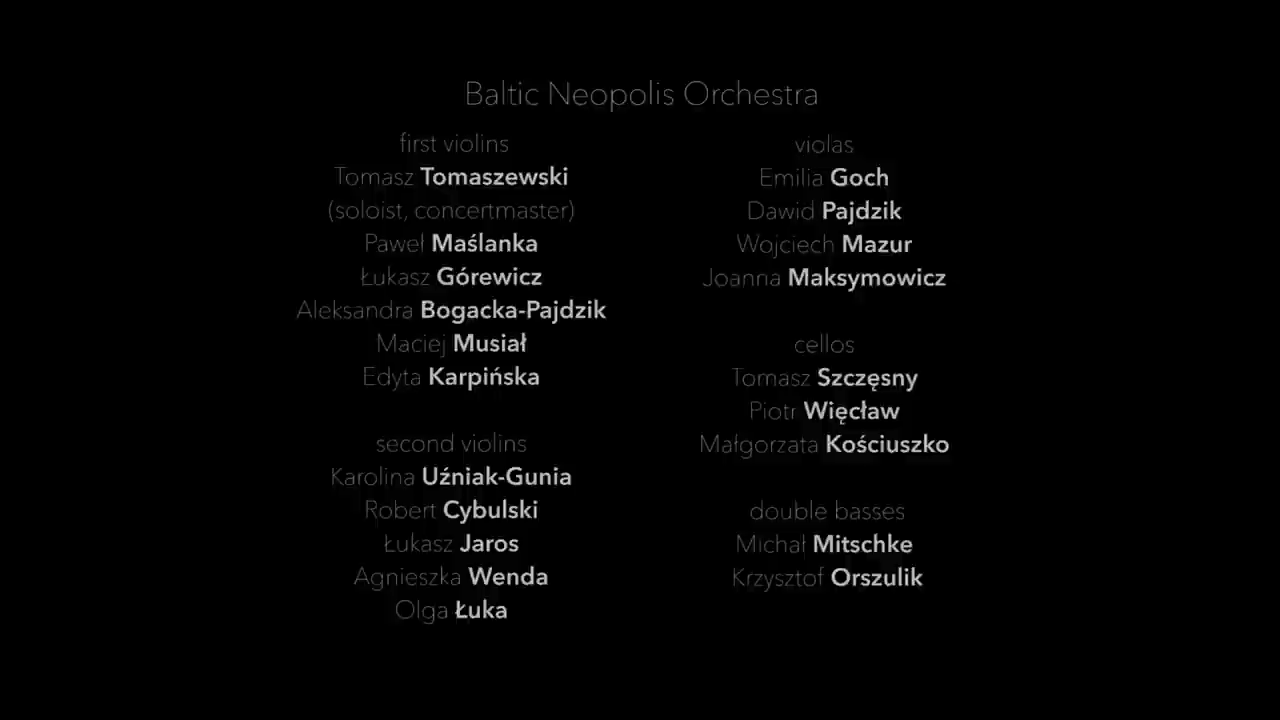 Baltic Neopolis Orchestra
first violins
Tomasz Tomaszewski
(soloist, concertmaster)
Paweł Maślanka
Łukasz Górewicz
Aleksandra Bogacka-Pajdzik
Maciej Musiał
Edyta Karpińska
second violins
Karolina Uźniak-Gunia
Robert Cybulski
Łukasz Jaros
Agnieszka Wenda
Olga Łuka
violas
Emilia Goch
Dawid Pajdzik
Wojciech Mazur
Joanna Maksymowicz
cellos
Tomasz Szczęsny
Piotr Więcław
Małgorzata Kościuszko
double basses
Michał Mitschke
Krzysztof Orszulik